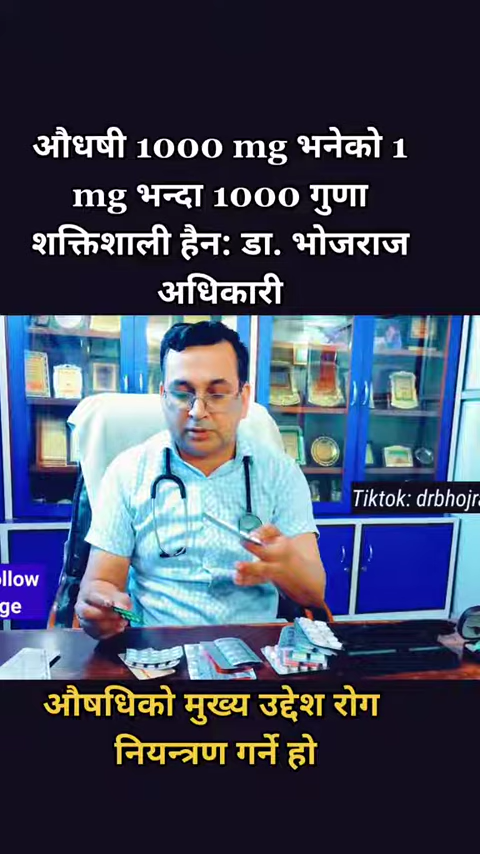 औधषी 1000 mg भनेको 1
mg भन्दा 1000 गुणा
शक्तिशाली हैन: डा. भोजराज
अधिकारी
Tiktok: drbhojra
ollow
ge
औषधिको मुख्य उद्देश रोग
नियन्त्रण गर्ने हो